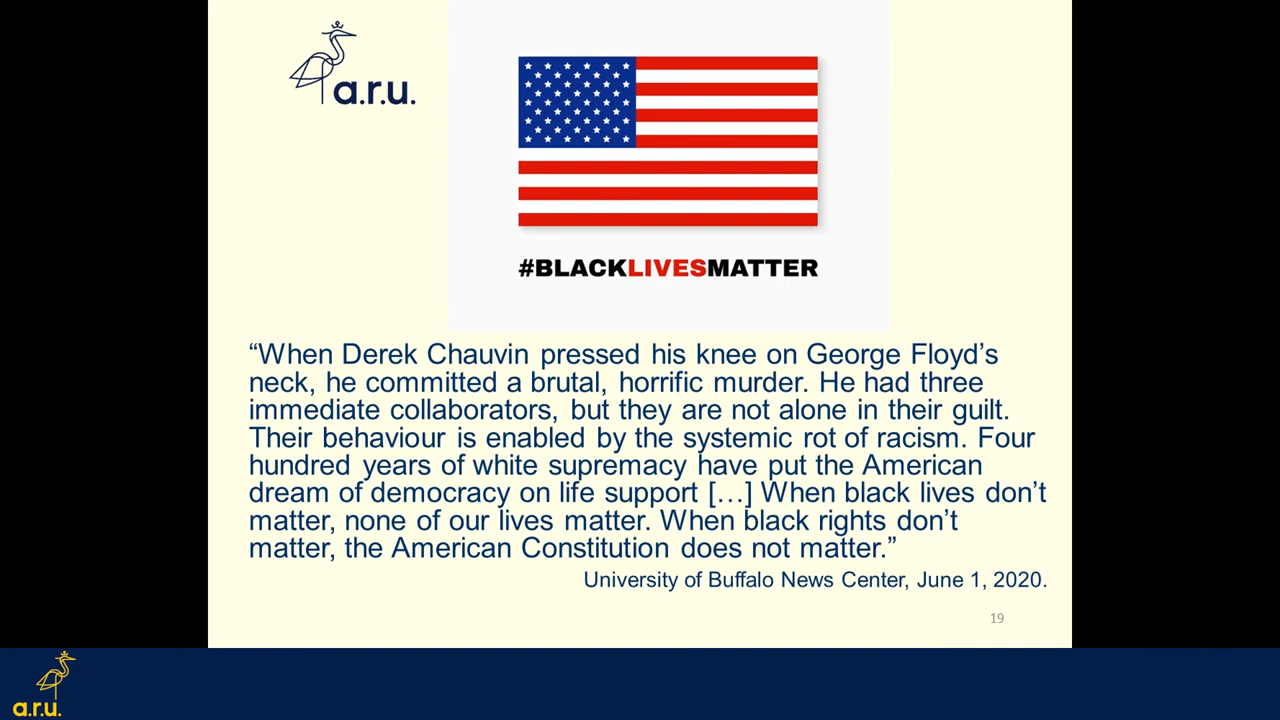 a.r.u.
#BLACKLIVESMATTER
“When Derek Chauvin pressed his knee on George Floyd’s
neck, he committed a brutal, horrific murder. He had three
immediate collaborators, but they are not alone in their guilt.
Their behaviour is enabled by the systemic rot of racism. Four
hundred years of white supremacy have put the American
dream of democracy on life support […] When black lives don’t
matter, none of our lives matter. When black rights don’t
matter, the American Constitution does not matter.”
University of Buffalo News Center, June 1, 2020.
19
a.r.u.